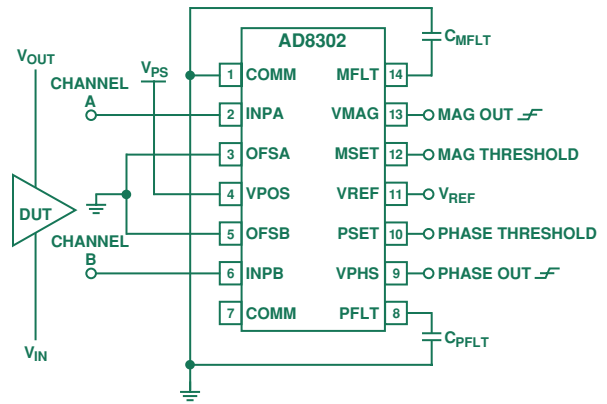 AD8302
CMFLT
VOUT
VPS
CHANNEL
A
1 COMM
MFLT 14
2 INPA
VMAG 13
MAG OUT
3 OFSA
MSET 12
MAG THRESHOLD
4 VPOS
VREF 11
VREF
DUT
5 OFSB
PSET 10
PHASE THRESHOLD
CHANNEL
B
6 INPB
VPHS 9
PHASE OUT
7 COMM
PFLT 8
CPFLT
VIN